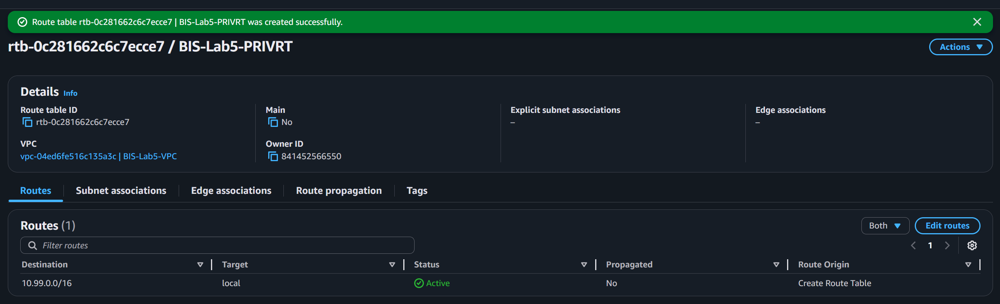 Route table rtb-0c281662c6c7ecce7 | BIS-Lab5-PRIVRT was created successfully.
rtb-0c281662c6c7ecce7 / BIS-Lab5-PRIVRT
Actions
Details Info
Route table ID
rtb-0c281662c6c7ecce7
Main
No
Explicit subnet associations
–
Edge associations
–
VPC
vpc-04ed6fe516c135a3c | BIS-Lab5-VPC
Owner ID
841452566550
Routes Subnet associations Edge associations Route propagation Tags
Routes (1)
Both Edit routes
Filter routes
1
Destination Target Status Propagated Route Origin
10.99.0.0/16 local Active No Create Route Table